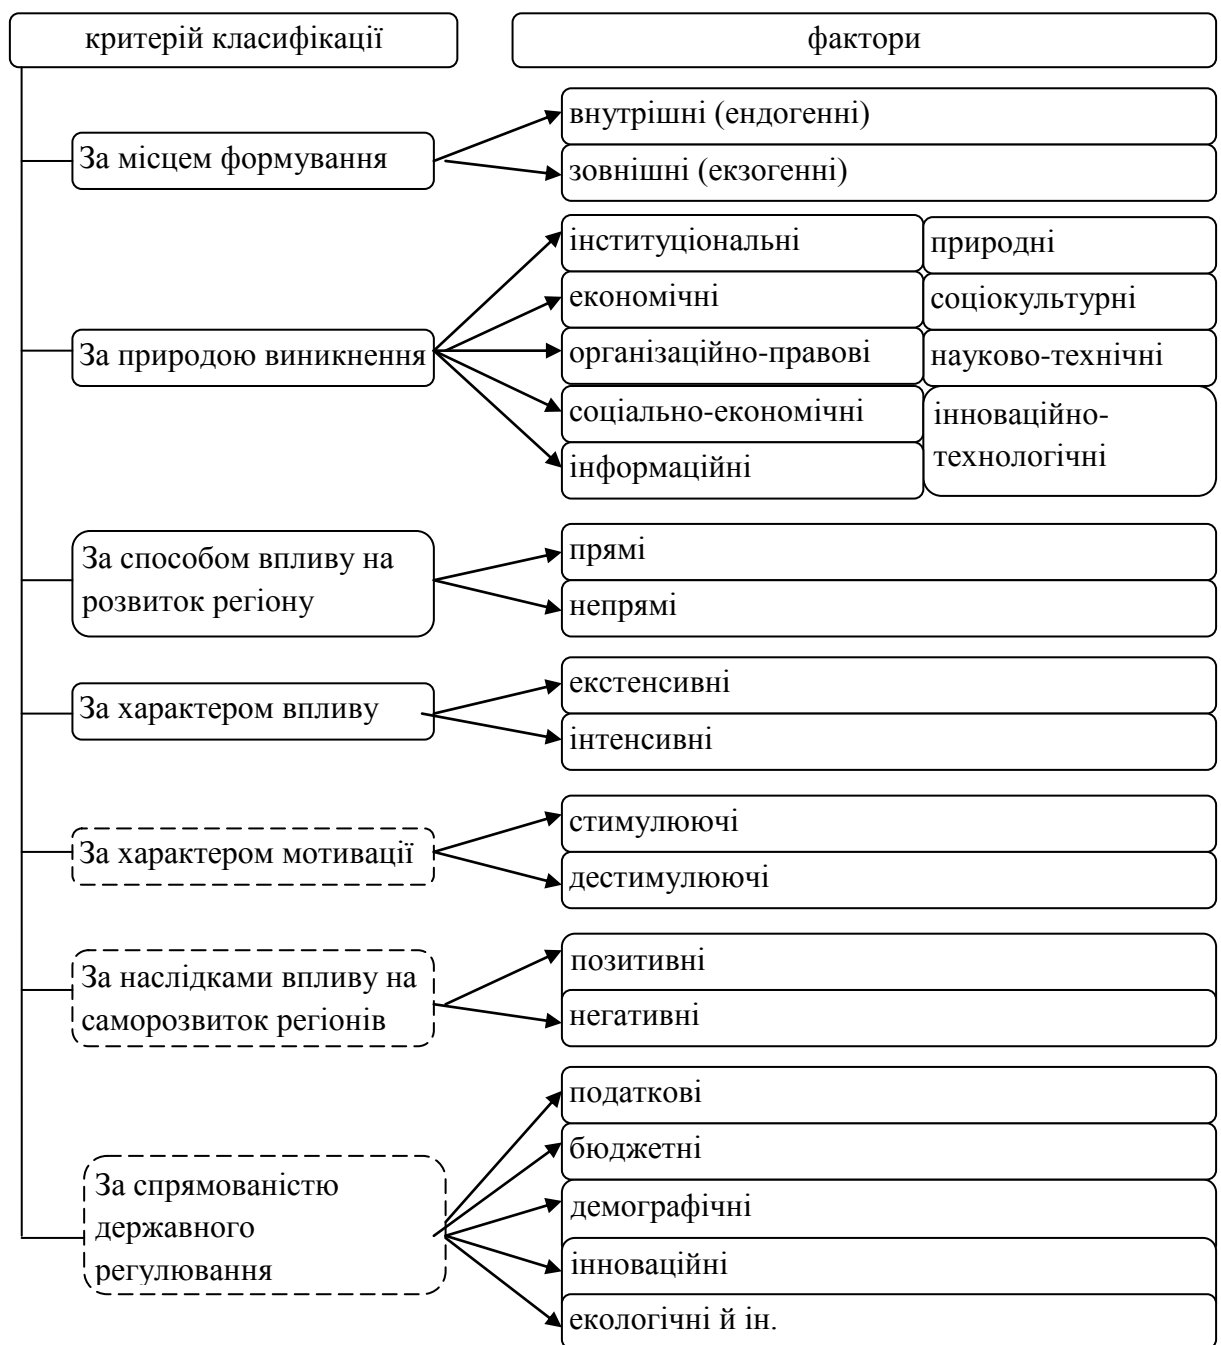 критерій класифікації
фактори
За місцем формування
внутрішні (ендогенні)
зовнішні (екзогенні)
За природою виникнення
інституціональні
природні
економічні
соціокультурні
організаційно-правові
науково-технічні
соціально-економічні
інноваційно-
технологічні
інформаційні
За способом впливу на
розвиток регіону
прямі
непрямі
За характером впливу
екстенсивні
інтенсивні
За характером мотивації
стимулюючі
дестимулюючі
За наслідками впливу на
саморозвиток регіонів
позитивні
негативні
За спрямованістю
державного
регулювання
податкові
бюджетні
демографічні
інноваційні
екологічні й ін.